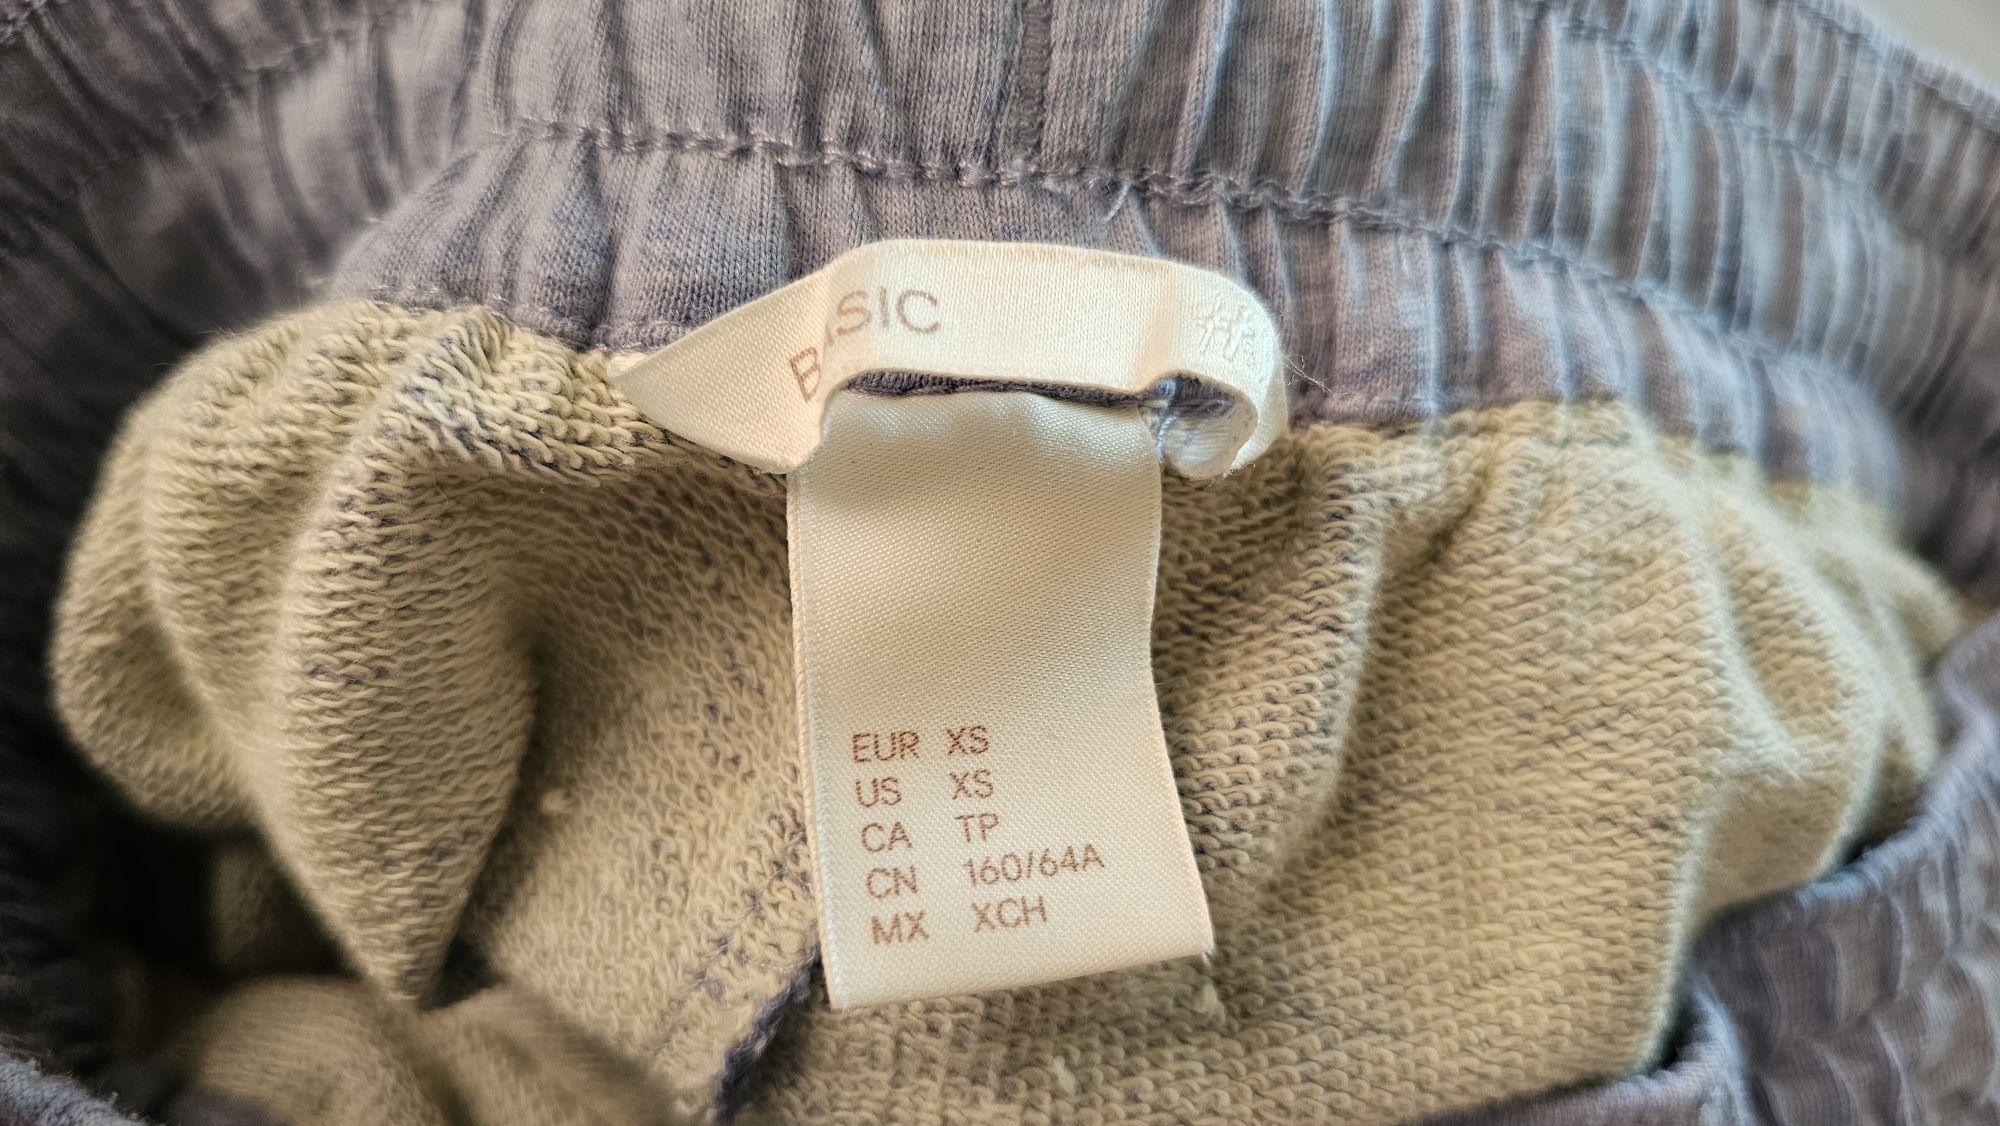 BASIC
EUR XS
US XS
CA TP
CN 160/64A
MX XCH